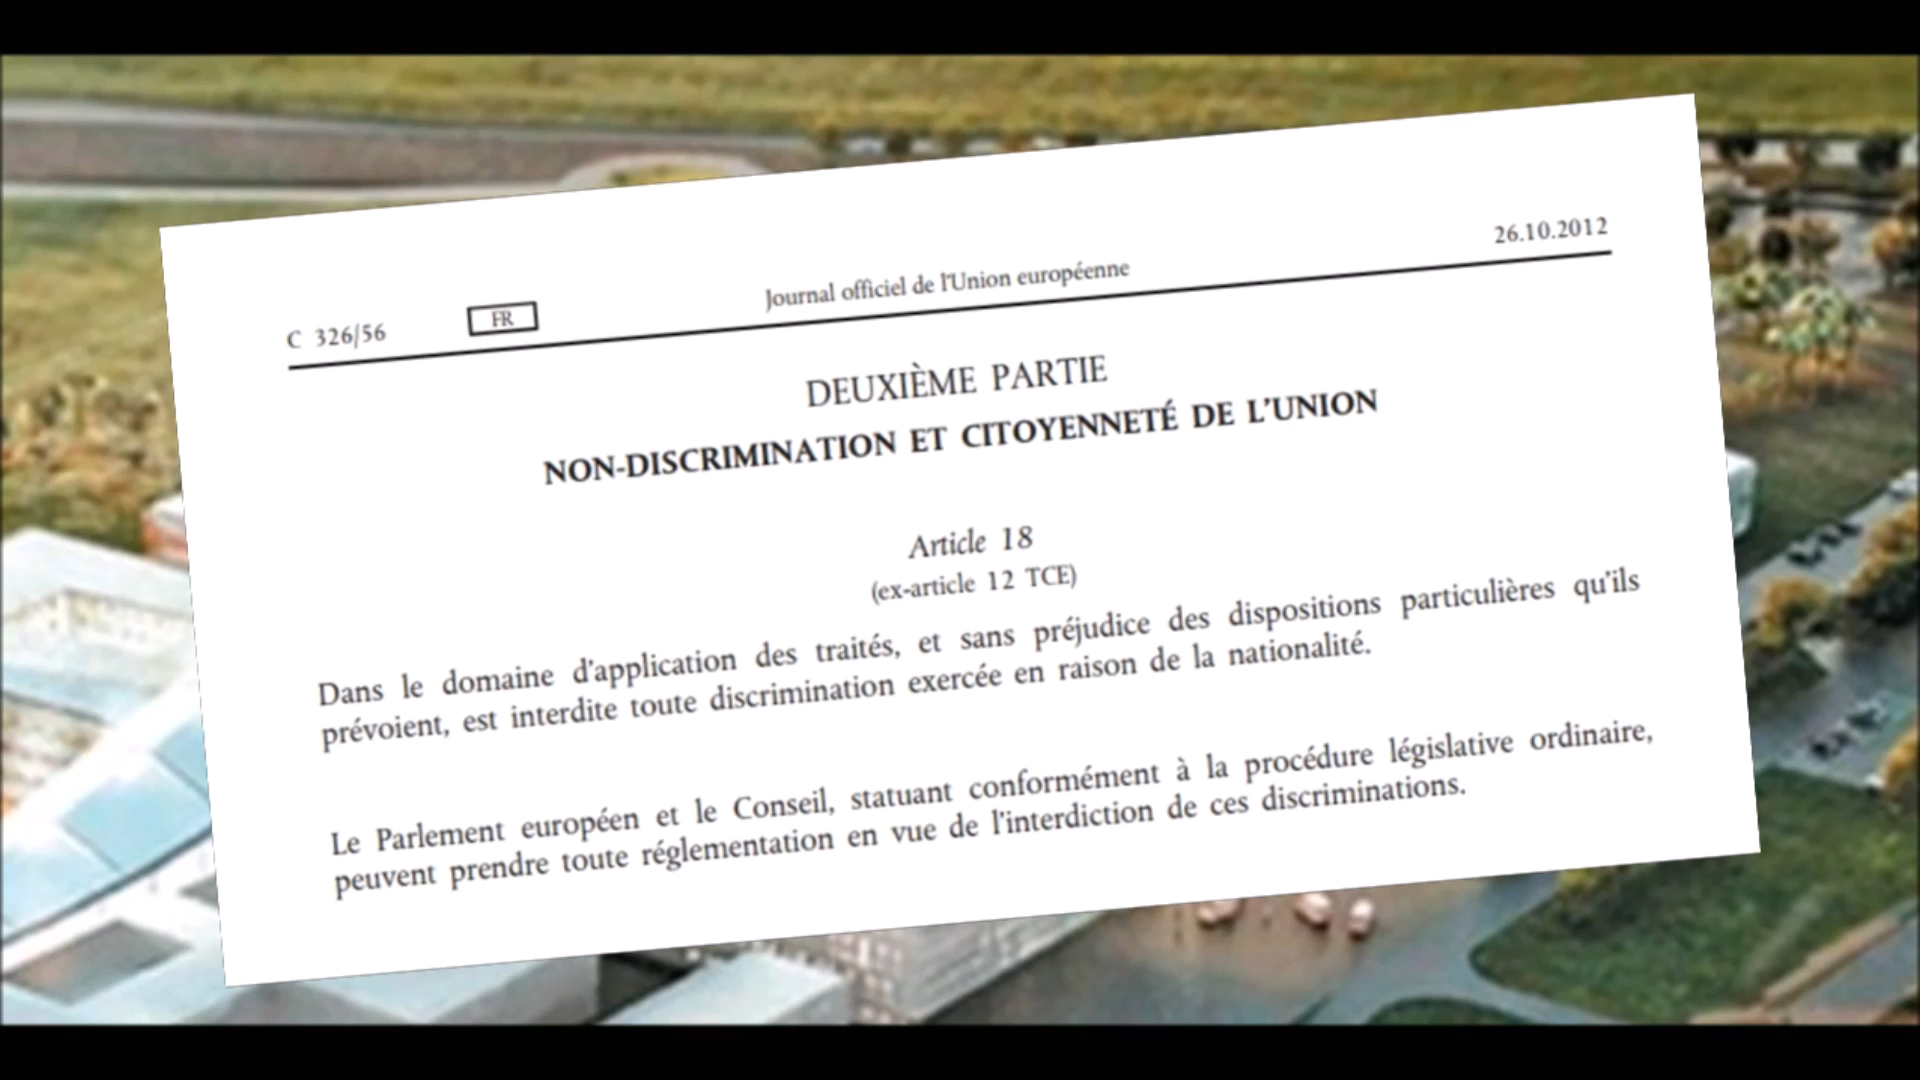 C 326/56 FR Journal officiel de l'Union européenne 26.10.2012
DEUXIÈME PARTIE
NON-DISCRIMINATION ET CITOYENNETÉ DE L'UNION
Article 18
(ex-article 12 TCE)
Dans le domaine d'application des traités, et sans préjudice des dispositions particulières qu'ils
prévoient, est interdite toute discrimination exercée en raison de la nationalité.
Le Parlement européen et le Conseil, statuant conformément à la procédure législative ordinaire,
peuvent prendre toute réglementation en vue de l'interdiction de ces discriminations.